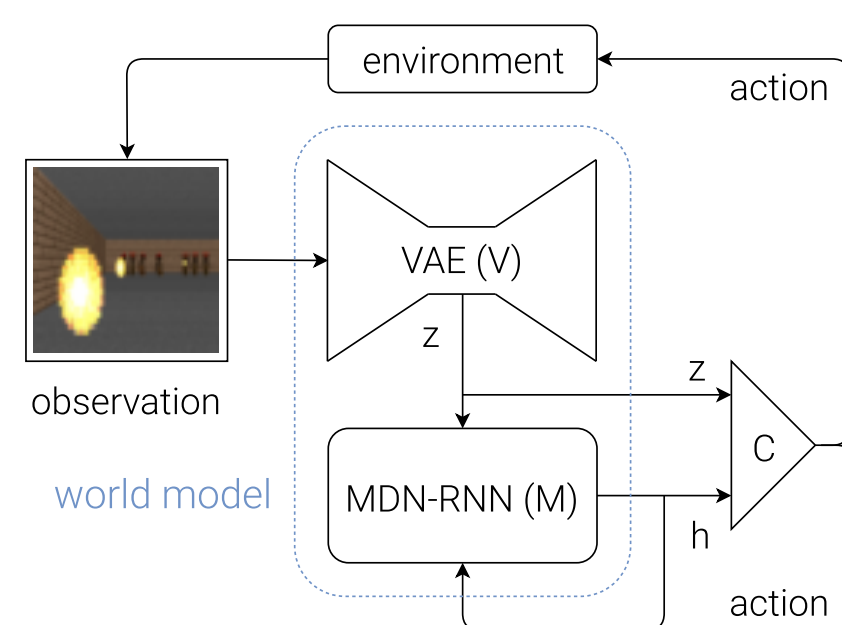 environment
action
VAE (V)
z
z
observation
C
world model
MDN-RNN (M)
h
action